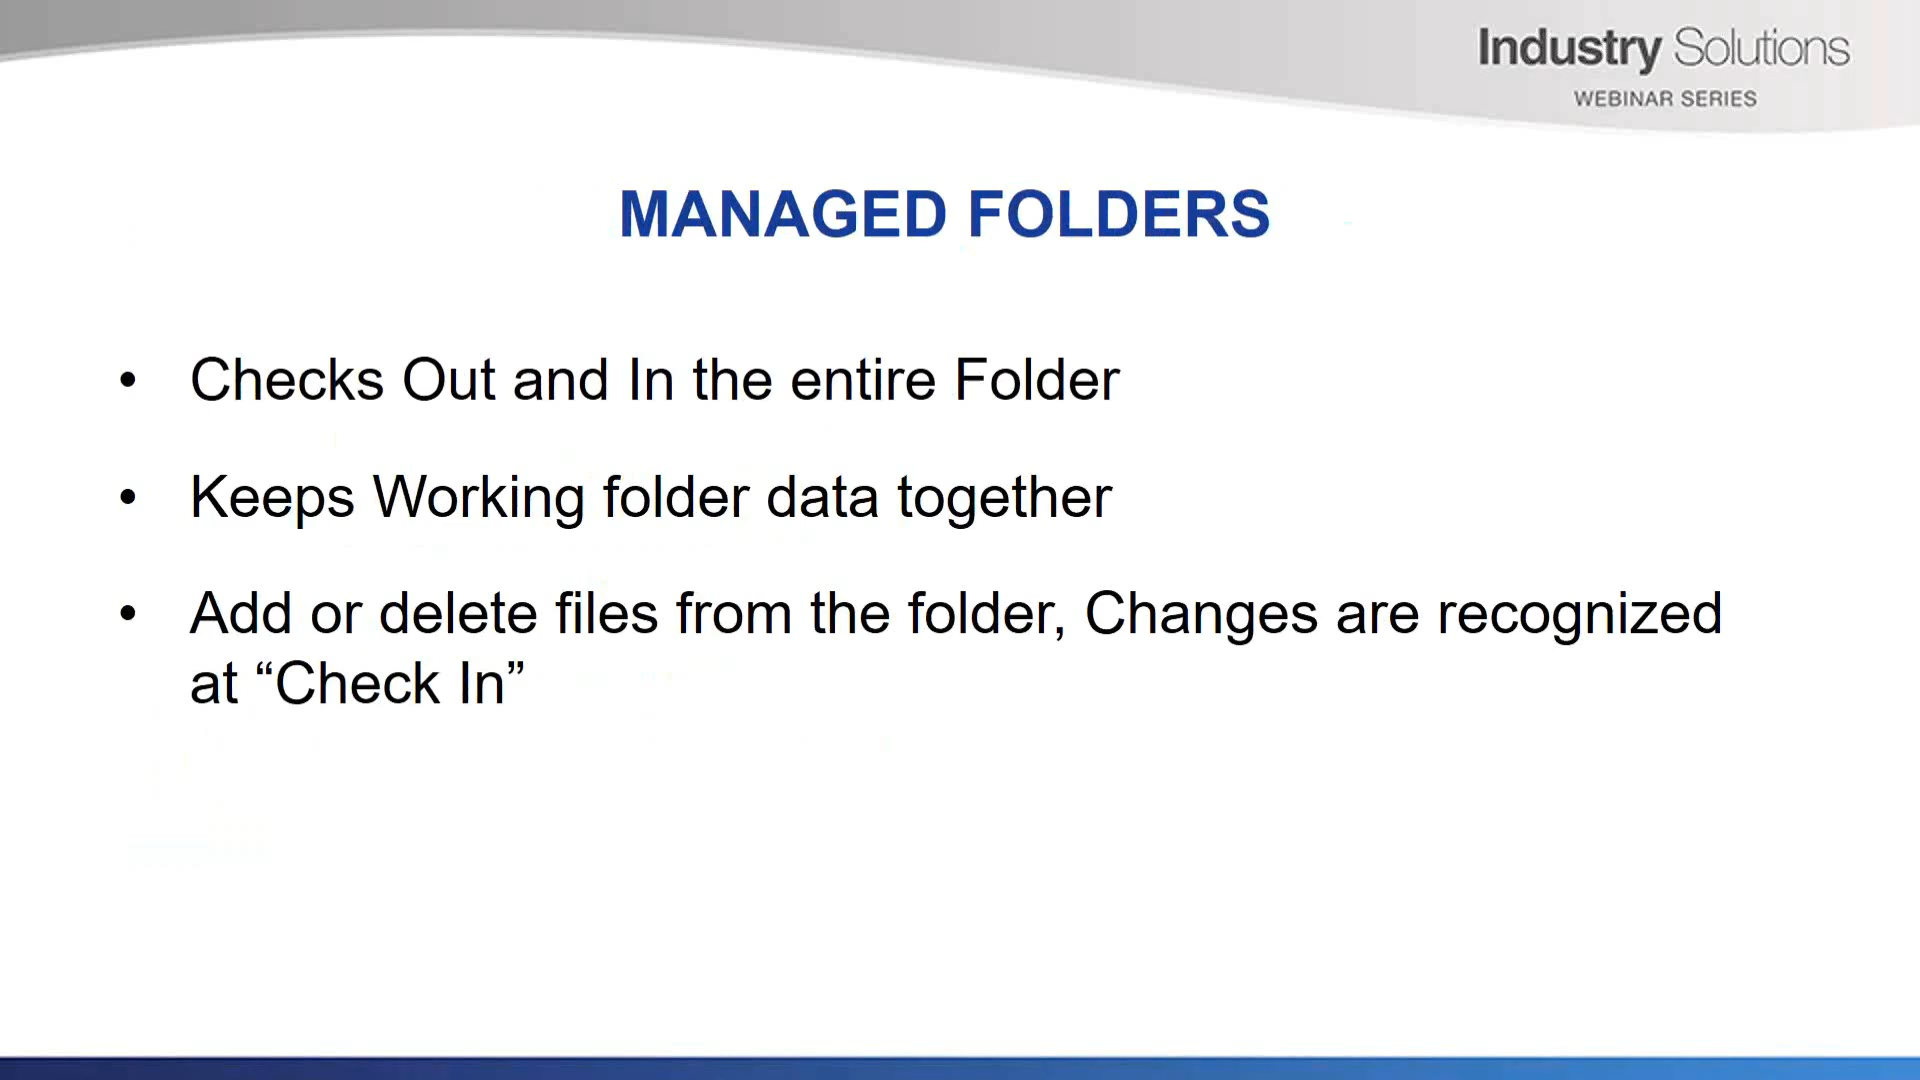 Industry Solutions
WEBINAR SERIES
MANAGED FOLDERS
• Checks Out and In the entire Folder
• Keeps Working folder data together
• Add or delete files from the folder, Changes are recognized
at “Check In”